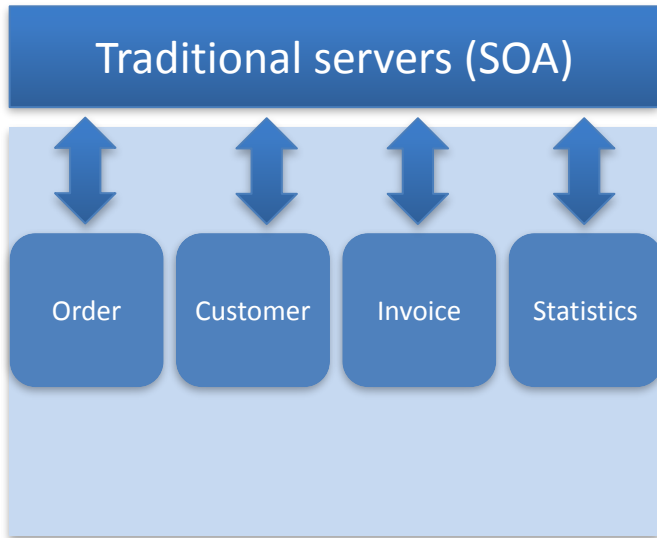 Traditional servers (SOA)
Order
Customer
Invoice
Statistics